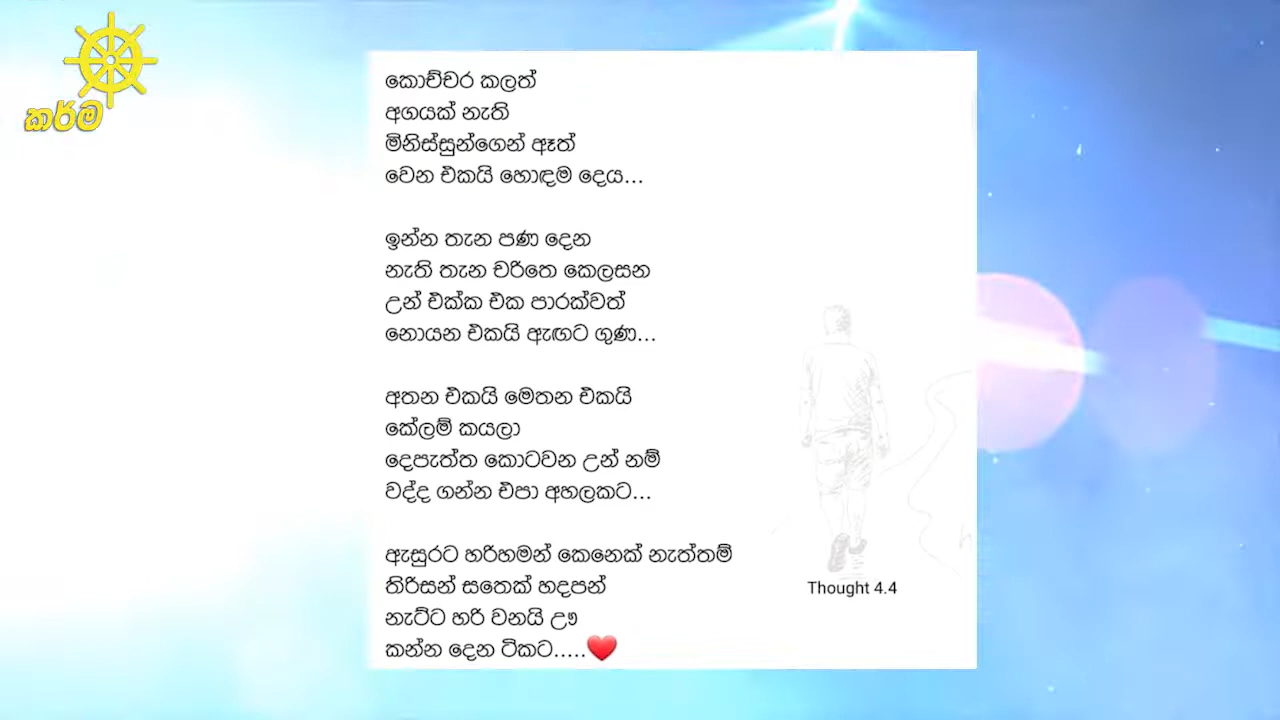 කර්ම
කොච්චර කලත්
අගයක් නැති
මිනිස්සුන්ගෙන් ඈත්
වෙන එකයි හොඳම දෙය...
ඉන්න තැන පණ දෙන
නැති තැන චරිතෙ කෙලසන
උන් එක්ක එක පාරක්වත්
නොයන එකයි ඇඟට ගුණ...
අතන එකයි මෙතන එකයි
කේලම් කයලා
දෙපැත්ත කොටවන උන් නම්
වද්ද ගන්න එපා අහලකට...
ඇසුරට හරිහමන් කෙනෙක් නැත්තම්
තිරිසන් සතෙක් හදපන්
නැට්ට හරි වනයි ඌ
කන්න දෙන ටිකට.....❤️
Thought 4.4